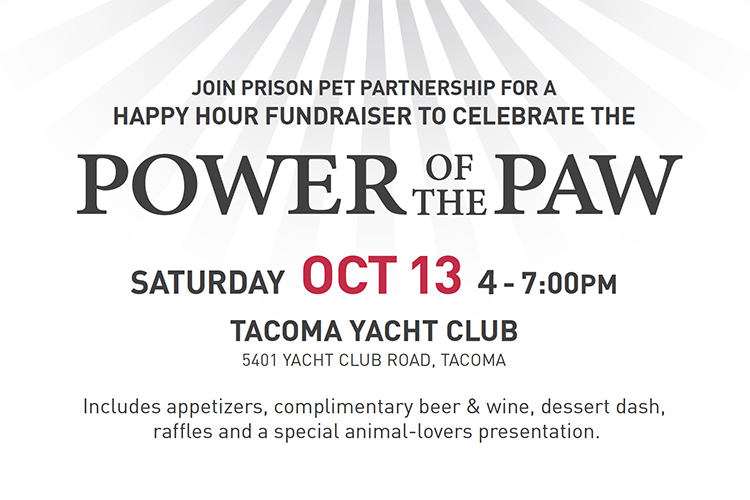 JOIN PRISON PET PARTNERSHIP FOR A
HAPPY HOUR FUNDRAISER TO CELEBRATE THE
POWER OF THE PAW
SATURDAY OCT 13 4 - 7:00PM
TACOMA YACHT CLUB
5401 YACHT CLUB ROAD, TACOMA
Includes appetizers, complimentary beer & wine, dessert dash,
raffles and a special animal-lovers presentation.